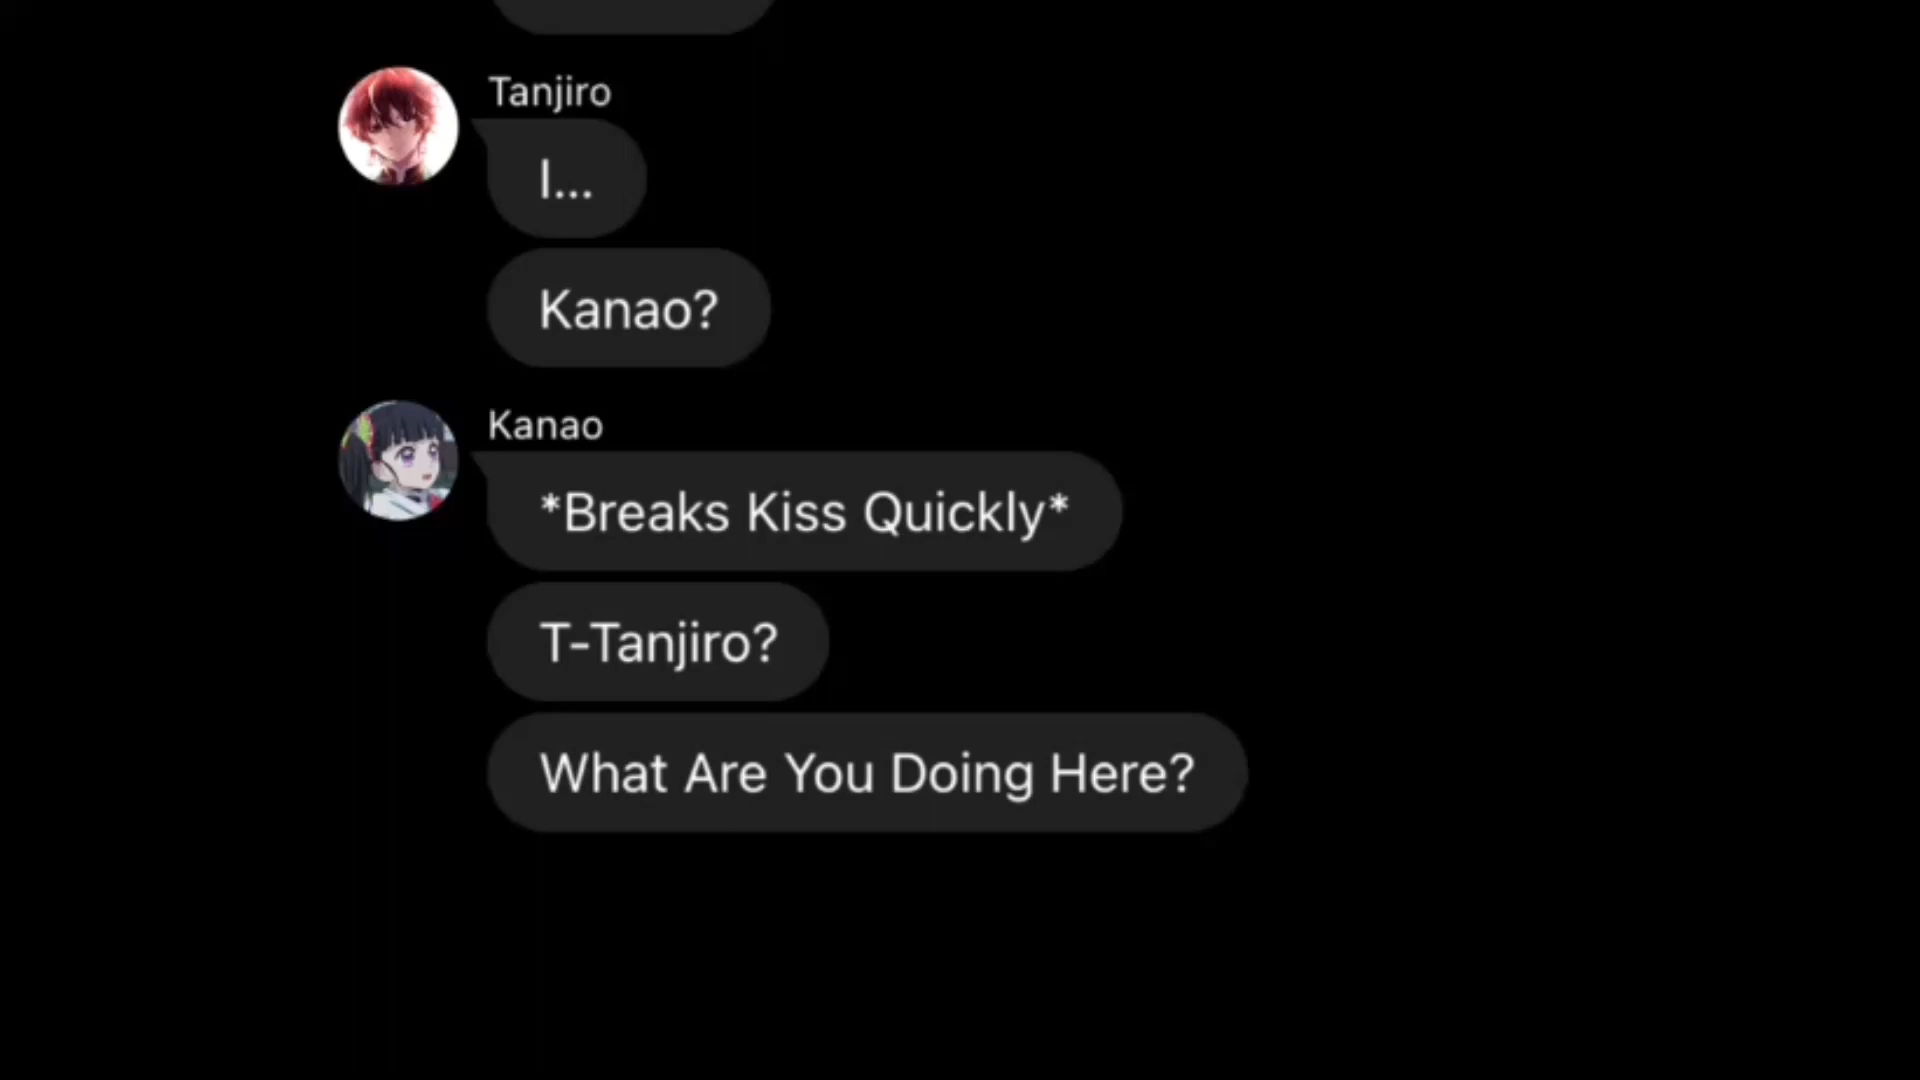 Tanjiro
I...
Kanao?
Kanao
*Breaks Kiss Quickly*
T-Tanjiro?
What Are You Doing Here?